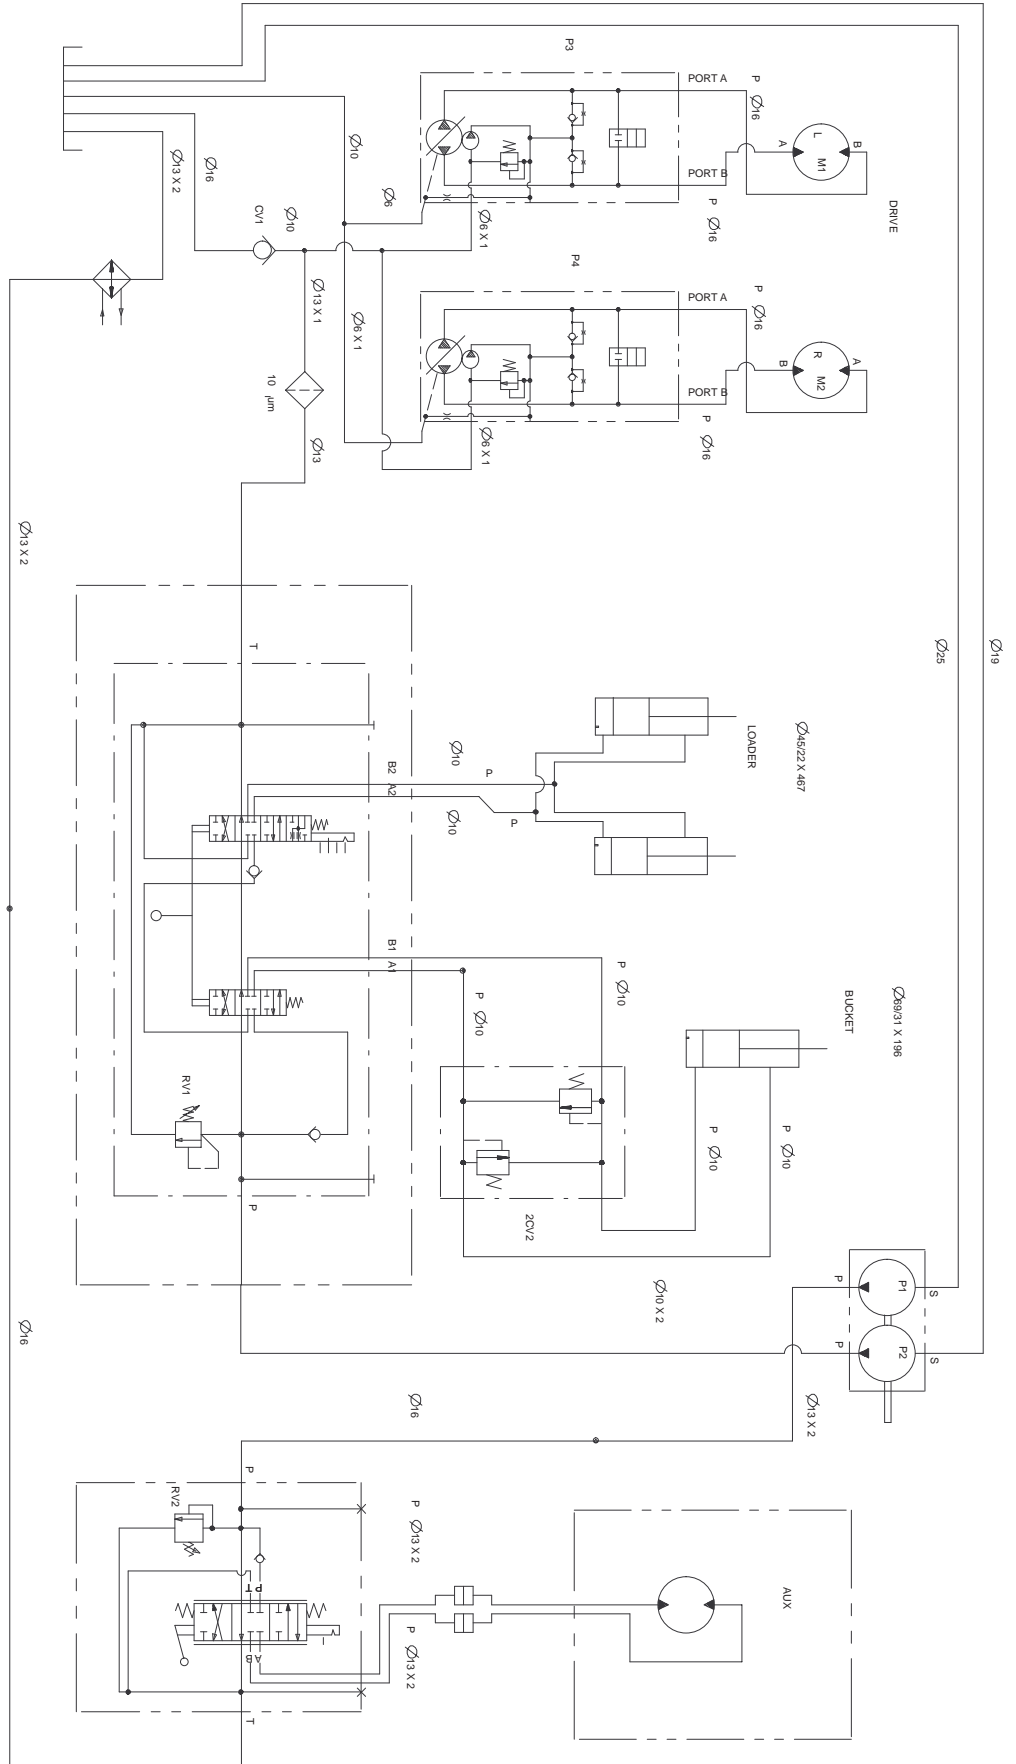 P3
PORT A
P
Ø16
L
M1
A
B
Ø10
Ø16
Ø13 X 2
PORT B
Ø6
P
Ø16
DRIVE
CV1
Ø10
Ø6 X 1
P4
PORT A
P
Ø16
Ø13 X 1
Ø6 X 1
R
M2
B
A
10 µm
PORT B
P
Ø16
Ø13
Ø6 X 1
Ø13 X 2
T
Ø25
Ø19
LOADER
Ø45/22 X 467
B2
A2
Ø10
P
Ø10
P
B1
A1
P
Ø10
P
Ø10
BUCKET
Ø69/31 X 196
RV1
P
Ø10
P
Ø10
P
2CV2
Ø10 X 2
Ø16
P
P1
S
P
P2
S
Ø16
Ø13 X 2
P
RV2
P
Ø13 X 2
AUX
P T
A B
P
Ø13 X 2
T